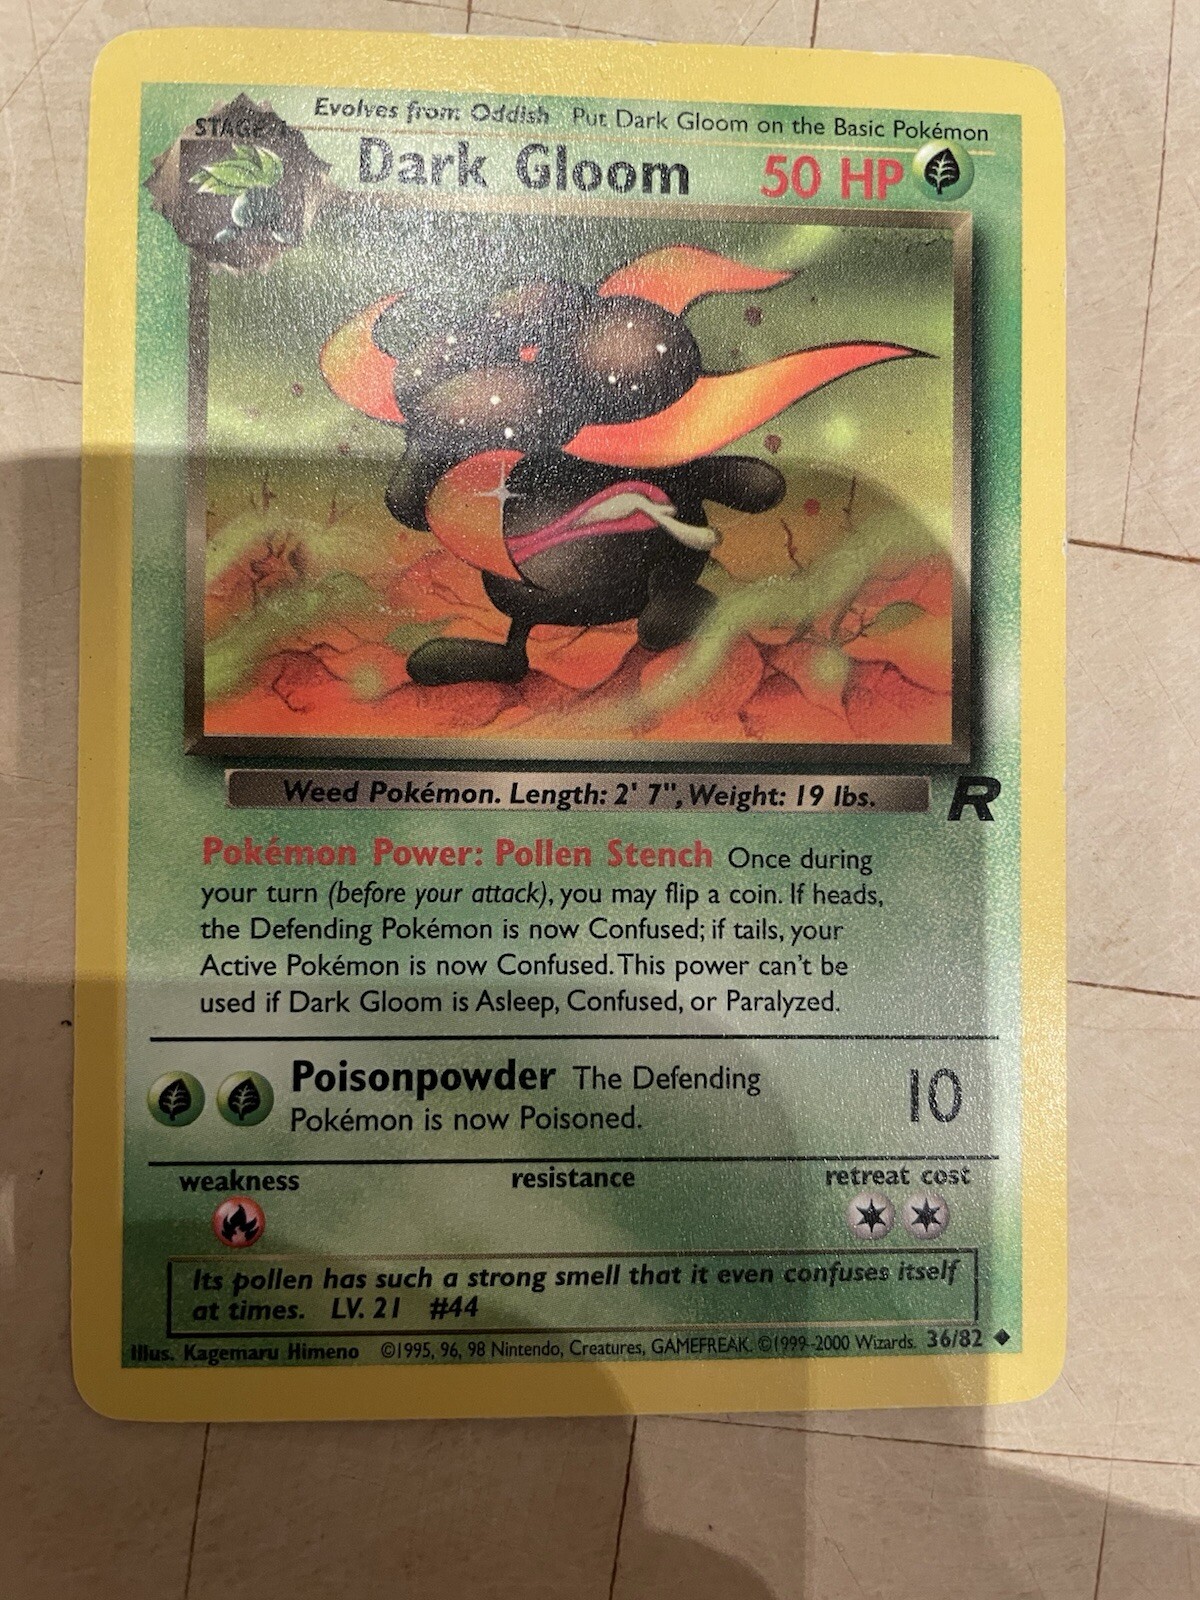 Evolves from Oddish Put Dark Gloom on the Basic Pokémon
STAGE 1
Dark Gloom 50 HP
Weed Pokémon. Length: 2' 7", Weight: 19 lbs.
R
Pokémon Power: Pollen Stench Once during
your turn (before your attack), you may flip a coin. If heads,
the Defending Pokémon is now Confused; if tails, your
Active Pokémon is now Confused. This power can't be
used if Dark Gloom is Asleep, Confused, or Paralyzed.
Poisonpowder The Defending 10
Pokémon is now Poisoned.
weakness resistance retreat cost
Its pollen has such a strong smell that it even confuses itself
at times. LV. 21 #44
Illus. Kagemaru Himeno ©1995, 96, 98 Nintendo, Creatures, GAMEFREAK. ©1999-2000 Wizards. 36/82